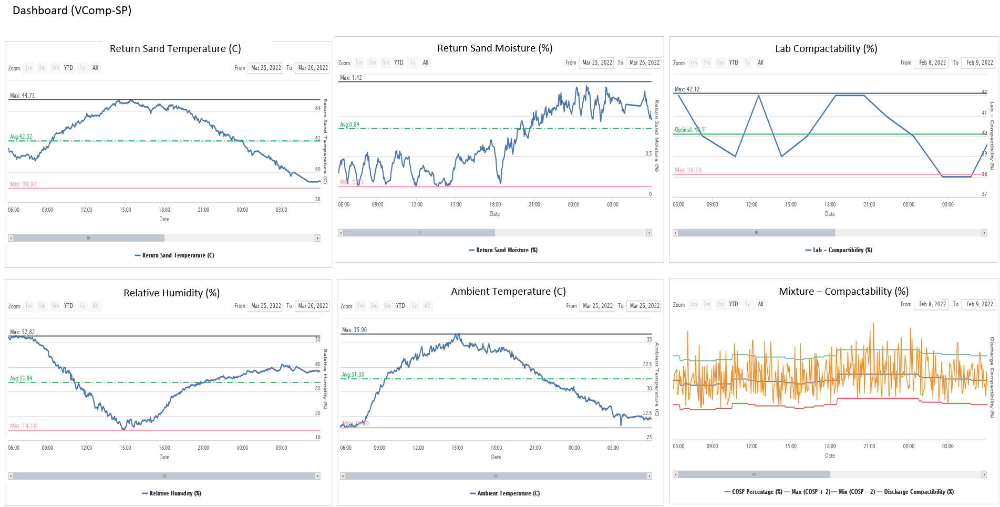 Dashboard (VComp-SP)
Return Sand Temperature (C)
Zoom 1m 3m 6m YTD 1y All From Mar 25, 2022 To Mar 26, 2022
Max: 44.73
44
Avg:42.02
42
40
Min: 38.92
38
Return Sand Temperature (C)
06:00 09:00 12:00 15:00 18:00 21:00 00:00 03:00
Date
Return Sand Temperature (C)
Return Sand Moisture (%)
Zoom 1m 3m 6m YTD 1y All From Mar 25, 2022 To Mar 26, 2022
Max: 1.42
1
Avg:0.84
0.5
Min: 0.13
0
Return Sand Moisture (%)
06:00 09:00 12:00 15:00 18:00 21:00 00:00 03:00
Date
Return Sand Moisture (%)
Lab Compactability (%)
Zoom 1m 3m 6m YTD 1y All From Feb 8, 2022 To Feb 9, 2022
Max: 42.12
42
41
Optimal: 40.11
40
39
Min: 38.10
38
37
Lab - Compactibility (%)
06:00 09:00 12:00 15:00 18:00 21:00 00:00 03:00
Date
Lab - Compactibility (%)
Relative Humidity (%)
Zoom 1m 3m 6m YTD 1y All From Mar 25, 2022 To Mar 26, 2022
Max: 52.82
50
40
Avg:33.84
30
20
Min: 14.18
10
Relative Humidity (%)
06:00 09:00 12:00 15:00 18:00 21:00 00:00 03:00
Date
Relative Humidity (%)
Ambient Temperature (C)
Zoom 1m 3m 6m YTD 1y All From Mar 25, 2022 To Mar 26, 2022
Max: 35.90
35
32.5
Avg:31.30
30
27.5
Min:
25
Ambient Temperature (C)
06:00 09:00 12:00 15:00 18:00 21:00 00:00 03:00
Date
Ambient Temperature (C)
Mixture – Compactability (%)
Zoom 1m 3m 6m YTD 1y All From Feb 8, 2022 To Feb 9, 2022
Discharge Compactibility (%)
06:00 09:00 12:00 15:00 18:00 21:00 00:00 03:00
Date
COSP Percentage (%) Max (COSP + 2) Min (COSP - 2) Discharge Compactibility (%)